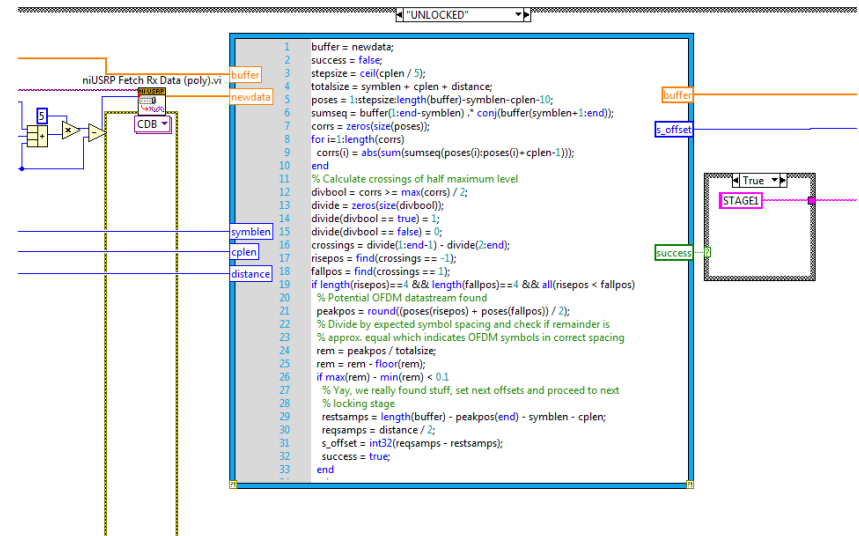 "UNLOCKED"
niUSRP Fetch Rx Data (poly).vi
NI-USRP
5
CDB
buffer
newdata
symblen
cplen
distance
1 buffer = newdata;
2 success = false;
3 stepsize = ceil(cplen / 5);
4 totalsize = symblen + cplen + distance;
5 poses = 1:stepsize:length(buffer)-symblen-cplen-10;
6 sumseq = buffer(1:end-symblen) .* conj(buffer(symblen+1:end));
7 corrs = zeros(size(poses));
8 for i=1:length(corrs)
9 corrs(i) = abs(sum(sumseq(poses(i):poses(i)+cplen-1)));
10 end
11 % Calculate crossings of half maximum level
12 divbool = corrs >= max(corrs) / 2;
13 divide = zeros(size(divbool));
14 divide(divbool == true) = 1;
15 divide(divbool == false) = 0;
16 crossings = divide(1:end-1) - divide(2:end);
17 risepos = find(crossings == -1);
18 fallpos = find(crossings == 1);
19 if length(risepos)==4 && length(fallpos)==4 && all(risepos < fallpos)
20 % Potential OFDM datastream found
21 peakpos = round((poses(risepos) + poses(fallpos)) / 2);
22 % Divide by expected symbol spacing and check if remainder is
23 % approx. equal which indicates OFDM symbols in correct spacing
24 rem = peakpos / totalsize;
25 rem = rem - floor(rem);
26 if max(rem) - min(rem) < 0.1
27 % Yay, we really found stuff, set next offsets and proceed to next
28 % locking stage
29 restsamps = length(buffer) - peakpos(end) - symblen - cplen;
30 reqsamps = distance / 2;
31 s_offset = int32(reqsamps - restsamps);
32 success = true;
33 end
buffer
s_offset
success
True
STAGE1